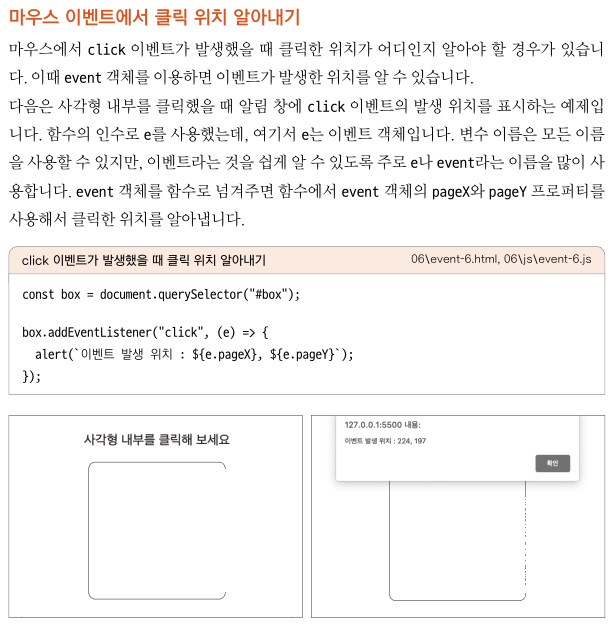 마우스 이벤트에서 클릭 위치 알아내기
마우스에서 click 이벤트가 발생했을 때 클릭한 위치가 어디인지 알아야 할 경우가 있습니
다. 이때 event 객체를 이용하면 이벤트가 발생한 위치를 알 수 있습니다.
다음은 사각형 내부를 클릭했을 때 알림 창에 click 이벤트의 발생 위치를 표시하는 예제입
니다. 함수의 인수로 e를 사용했는데, 여기서 e는 이벤트 객체입니다. 변수 이름은 모든 이름
을 사용할 수 있지만, 이벤트라는 것을 쉽게 알 수 있도록 주로 e나 event라는 이름을 많이 사
용합니다. event 객체를 함수로 넘겨주면 함수에서 event 객체의 pageX와 pageY 프로퍼티를
사용해서 클릭한 위치를 알아냅니다.
click 이벤트가 발생했을 때 클릭 위치 알아내기 06\event-6.html, 06\js\event-6.js
const box = document.querySelector("#box");
box.addEventListener("click", (e) => {
alert(`이벤트 발생 위치 : ${e.pageX}, ${e.pageY}`);
});
사각형 내부를 클릭해 보세요
127.0.0.1:5500 내용:
이벤트 발생 위치 : 224, 197
확인